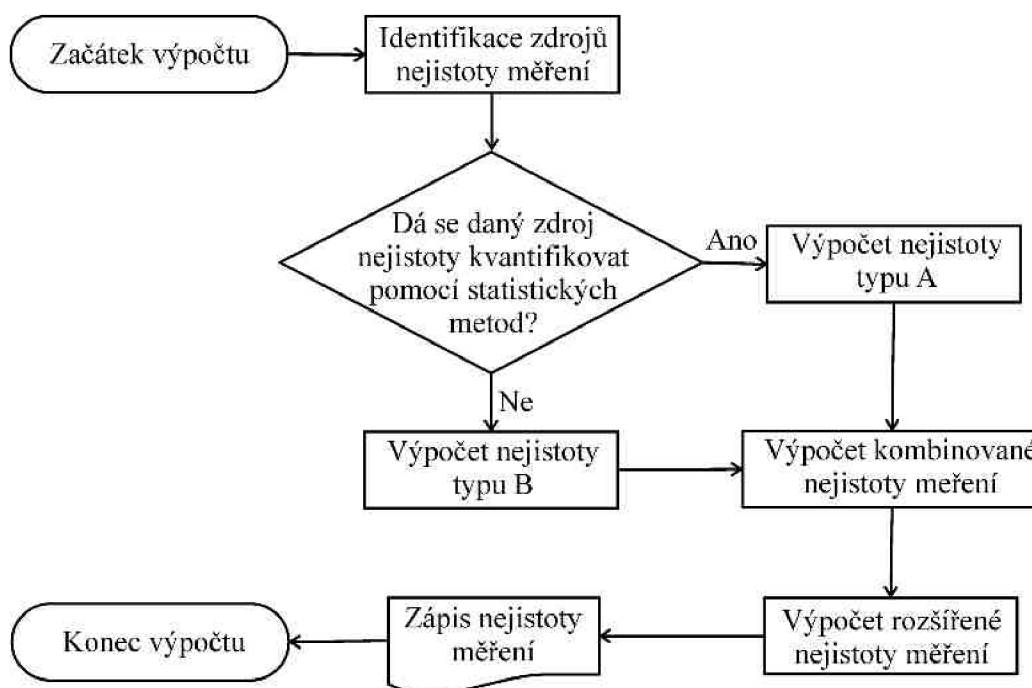 Začátek výpočtu
Identifikace zdrojů
nejistoty měření
Dá se daný zdroj
nejistoty kvantifikovat
pomocí statistických
metod?
Ano
Výpočet nejistoty
typu A
Ne
Výpočet nejistoty
typu B
Výpočet kombinované
nejistoty meření
Výpočet rozšířené
nejistoty měření
Zápis nejistoty
měření
Konec výpočtu